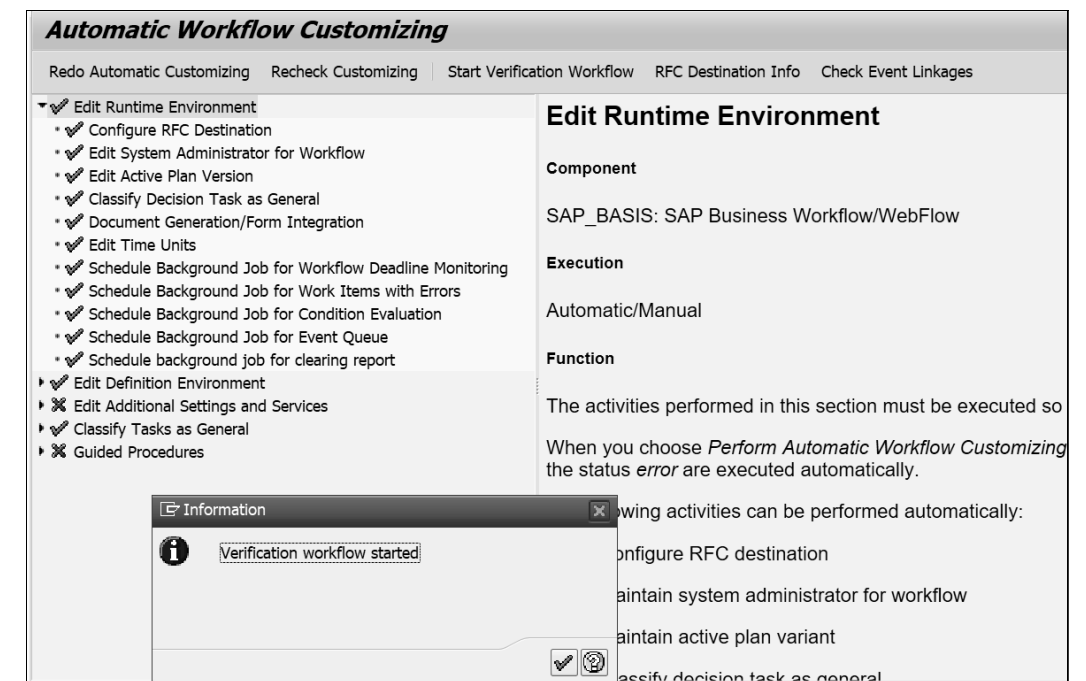 Automatic Workflow Customizing
Redo Automatic Customizing Recheck Customizing Start Verification Workflow RFC Destination Info Check Event Linkages
Edit Runtime Environment
Configure RFC Destination
Edit System Administrator for Workflow
Edit Active Plan Version
Classify Decision Task as General
Document Generation/Form Integration
Edit Time Units
Schedule Background Job for Workflow Deadline Monitoring
Schedule Background Job for Work Items with Errors
Schedule Background Job for Condition Evaluation
Schedule Background Job for Event Queue
Schedule background job for clearing report
Edit Definition Environment
Edit Additional Settings and Services
Classify Tasks as General
Guided Procedures
Edit Runtime Environment
Component
SAP_BASIS: SAP Business Workflow/WebFlow
Execution
Automatic/Manual
Function
The activities performed in this section must be executed so
When you choose Perform Automatic Workflow Customizing
the status error are executed automatically.
owing activities can be performed automatically:
onfigure RFC destination
aintain system administrator for workflow
aintain active plan variant
assify decision task as general
Information
Verification workflow started